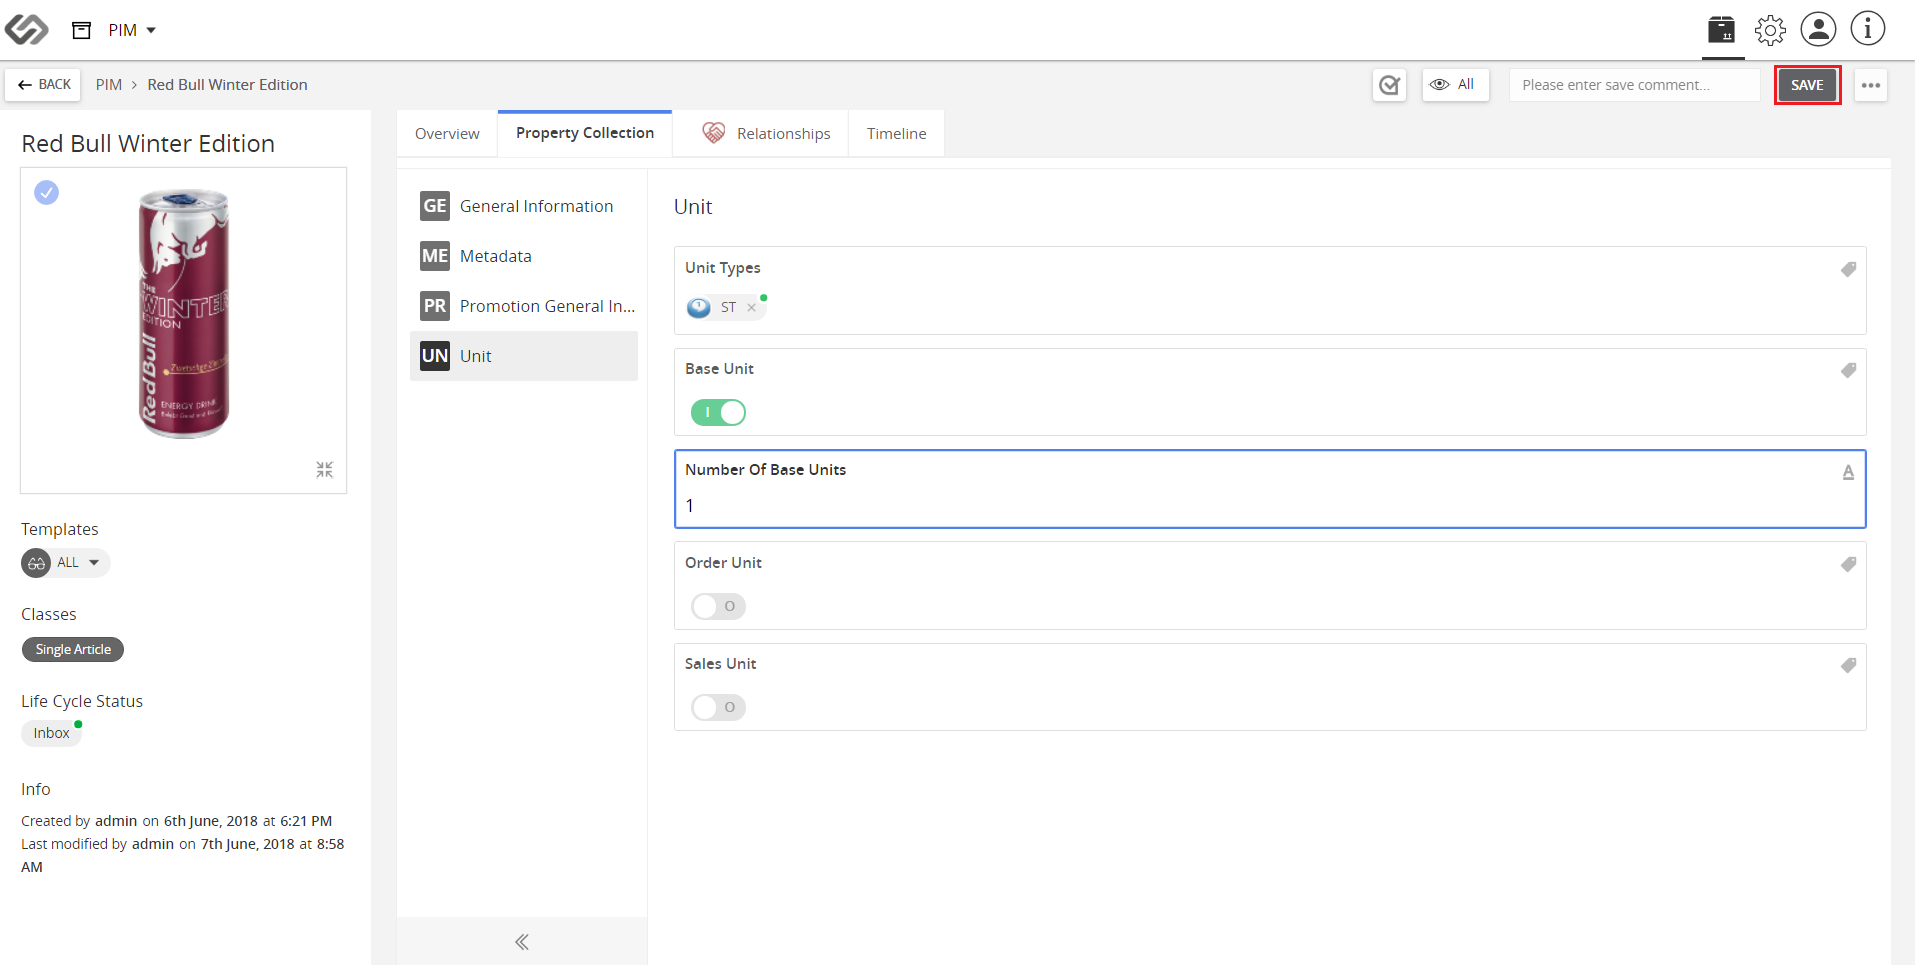 PIM
BACK
PIM > Red Bull Winter Edition
All
Please enter save comment...
SAVE
Red Bull Winter Edition
THE
WINTER
EDITION
Red Bull
ENERGY DRINK
Templates
ALL
Classes
Single Article
Life Cycle Status
Inbox
Info
Created by admin on 6th June, 2018 at 6:21 PM
Last modified by admin on 7th June, 2018 at 8:58
AM
Overview
Property Collection
Relationships
Timeline
GE General Information
ME Metadata
PR Promotion General In...
UN Unit
Unit
Unit Types
ST
Base Unit
Number Of Base Units
A
1
Order Unit
Sales Unit